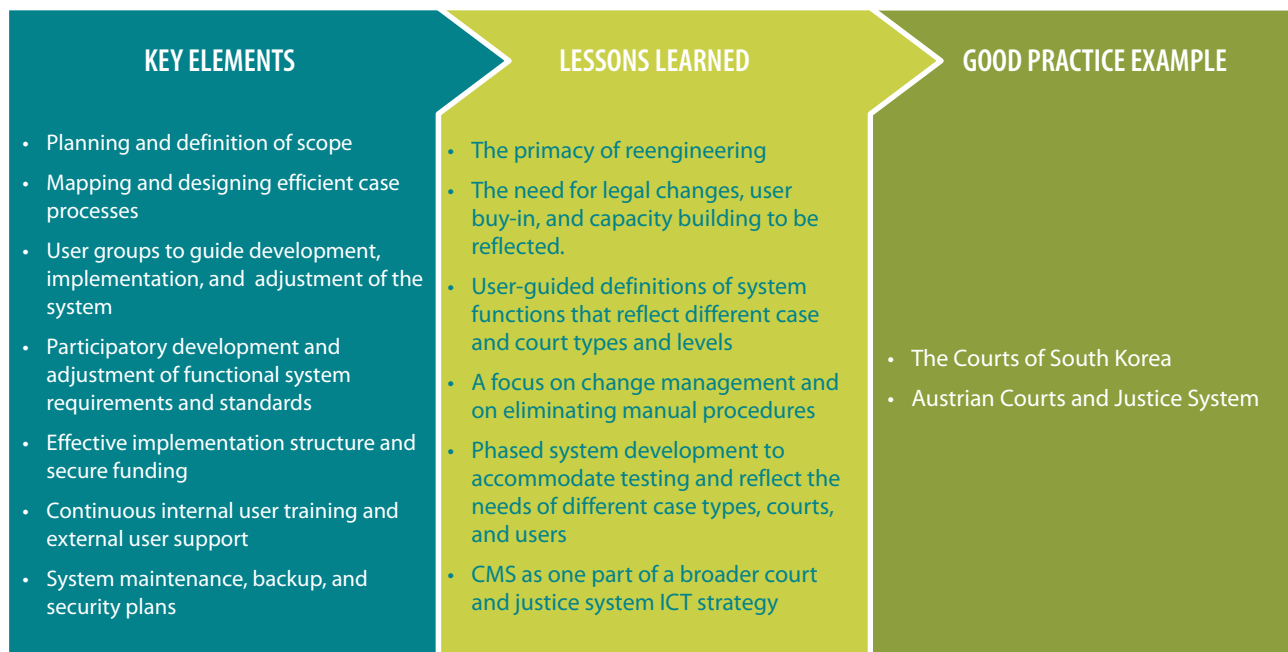 KEY ELEMENTS
• Planning and definition of scope
• Mapping and designing efficient case
processes
• User groups to guide development,
implementation, and adjustment of the
system
• Participatory development and
adjustment of functional system
requirements and standards
• Effective implementation structure and
secure funding
• Continuous internal user training and
external user support
• System maintenance, backup, and
security plans
LESSONS LEARNED
• The primacy of reengineering
• The need for legal changes, user
buy-in, and capacity building to be
reflected.
• User-guided definitions of system
functions that reflect different case
and court types and levels
• A focus on change management and
on eliminating manual procedures
• Phased system development to
accommodate testing and reflect the
needs of different case types, courts,
and users
• CMS as one part of a broader court
and justice system ICT strategy
GOOD PRACTICE EXAMPLE
• The Courts of South Korea
• Austrian Courts and Justice System